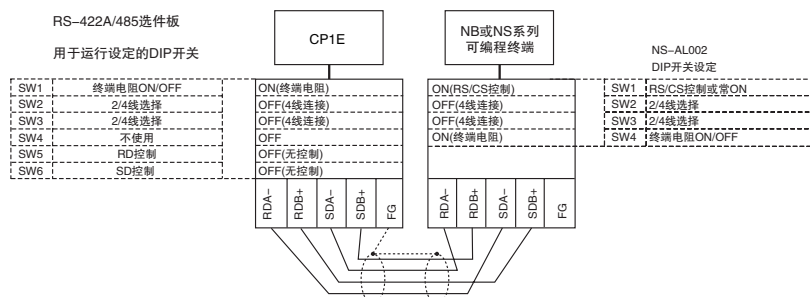 RS-422A/485选件板
用于运行设定的DIP开关
CP1E
NB或NS系列
可编程终端
NS-AL002
DIP开关设定
SW1 终端电阻ON/OFF ON(终端电阻) ON(RS/CS控制) SW1 RS/CS控制或常ON
SW2 2/4线选择 OFF(4线连接) OFF(4线连接) SW2 2/4线选择
SW3 2/4线选择 OFF(4线连接) OFF(4线连接) SW3 2/4线选择
SW4 不使用 OFF ON(终端电阻) SW4 终端电阻ON/OFF
SW5 RD控制 OFF(无控制)
SW6 SD控制 OFF(无控制)
RDA- RDB+ SDA- SDB+ FG RDA- RDB+ SDA- SDB+ FG